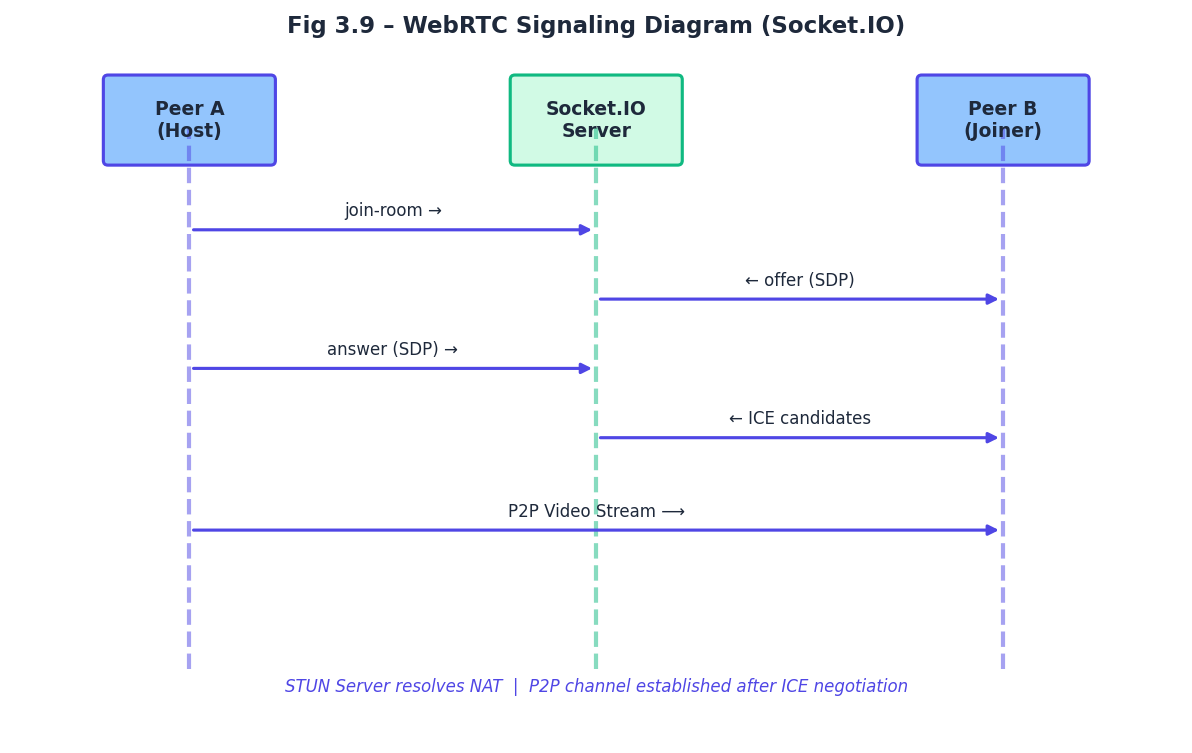 Fig 3.9 – WebRTC Signaling Diagram (Socket.IO)
Peer A
(Host)
Socket.IO
Server
Peer B
(Joiner)
join-room →
← offer (SDP)
answer (SDP) →
← ICE candidates
P2P Video Stream ⟶
STUN Server resolves NAT | P2P channel established after ICE negotiation